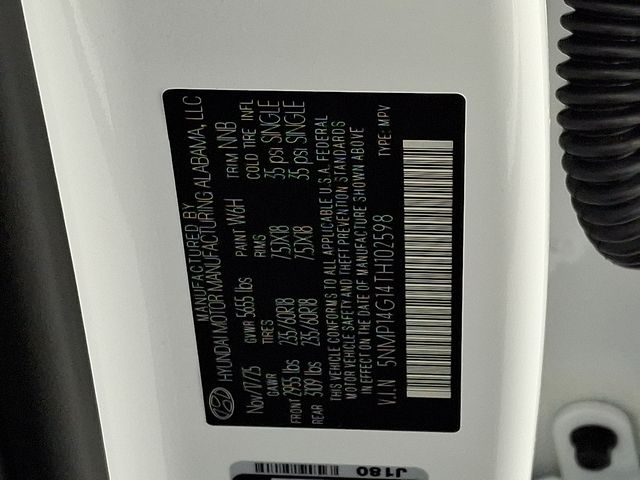 MANUFACTURED BY
HYUNDAI MOTOR MANUFACTURING ALABAMA, LLC
Nov/17/25 GVWR 5655 lbs PAINT W6H TRIM NNB
GAWR TIRES RIMS COLD TIRE INFL
FRONT 2955 lbs 235/60R18 7.5JX18 35 psi SINGLE
REAR 3109 lbs 235/60R18 7.5JX18 35 psi SINGLE
THIS VEHICLE CONFORMS TO ALL APPLICABLE U.S.A. FEDERAL
MOTOR VEHICLE SAFETY AND THEFT PREVENTION STANDARDS
IN EFFECT ON THE DATE OF MANUFACTURE SHOWN ABOVE
V.I.N 5NMP14G14TH102598 TYPE: MPV
J180